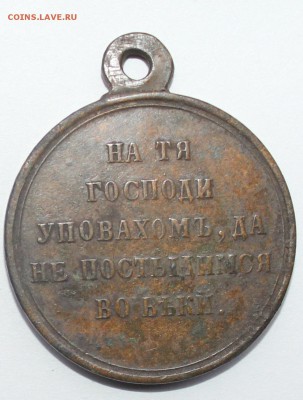 COINS.LAVE.RU
НА ТЯ
ГОСПОДИ
УПОВАХОМЪ, ДА
НЕ ПОСТЫДИМСЯ
ВО ВѢКИ.